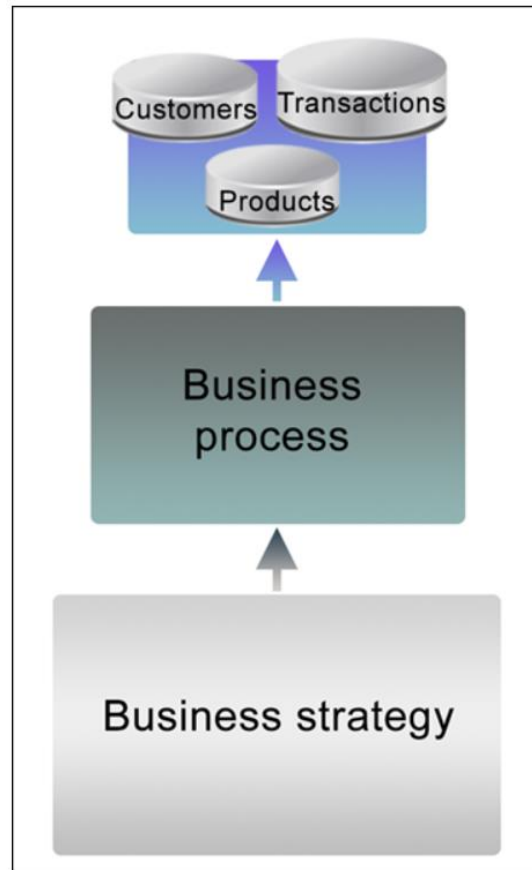 Customers
Transactions
Products
Business
process
Business strategy